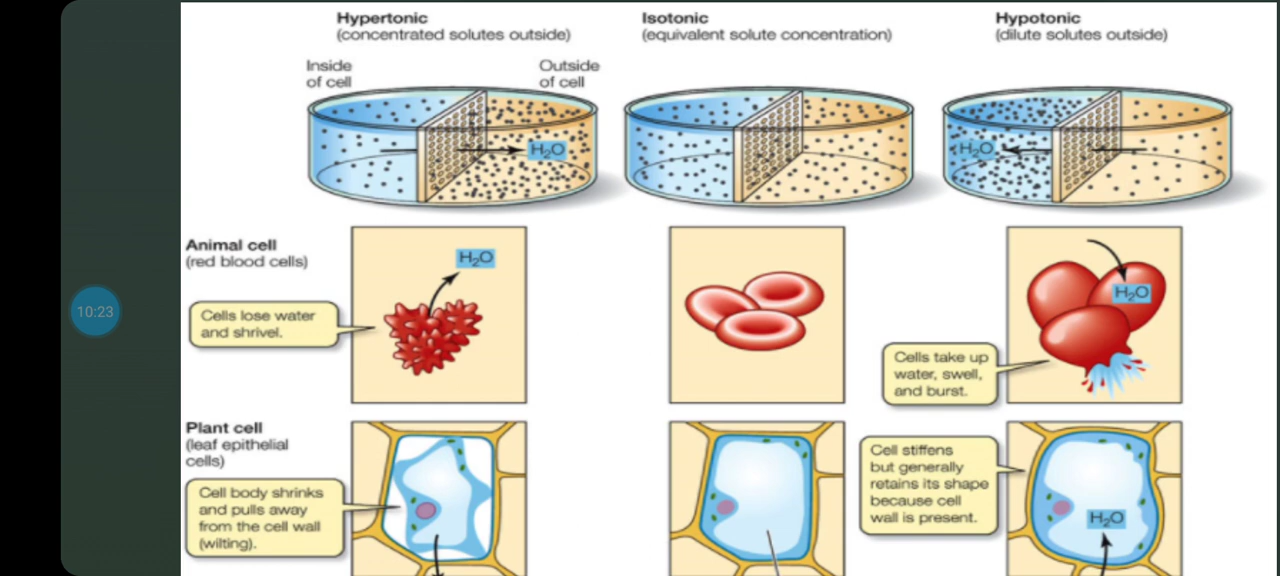 Hypertonic
(concentrated solutes outside)
Isotonic
(equivalent solute concentration)
Hypotonic
(dilute solutes outside)
Inside
of cell
Outside
of cell
H₂O
H₂O
Animal cell
(red blood cells)
H₂O
H₂O
10:23
Cells lose water
and shrivel.
Cells take up
water, swell,
and burst.
Plant cell
(leaf epithelial
cells)
Cell body shrinks
and pulls away
from the cell wall
(wilting).
Cell stiffens
but generally
retains its shape
because cell
wall is present.
H₂O